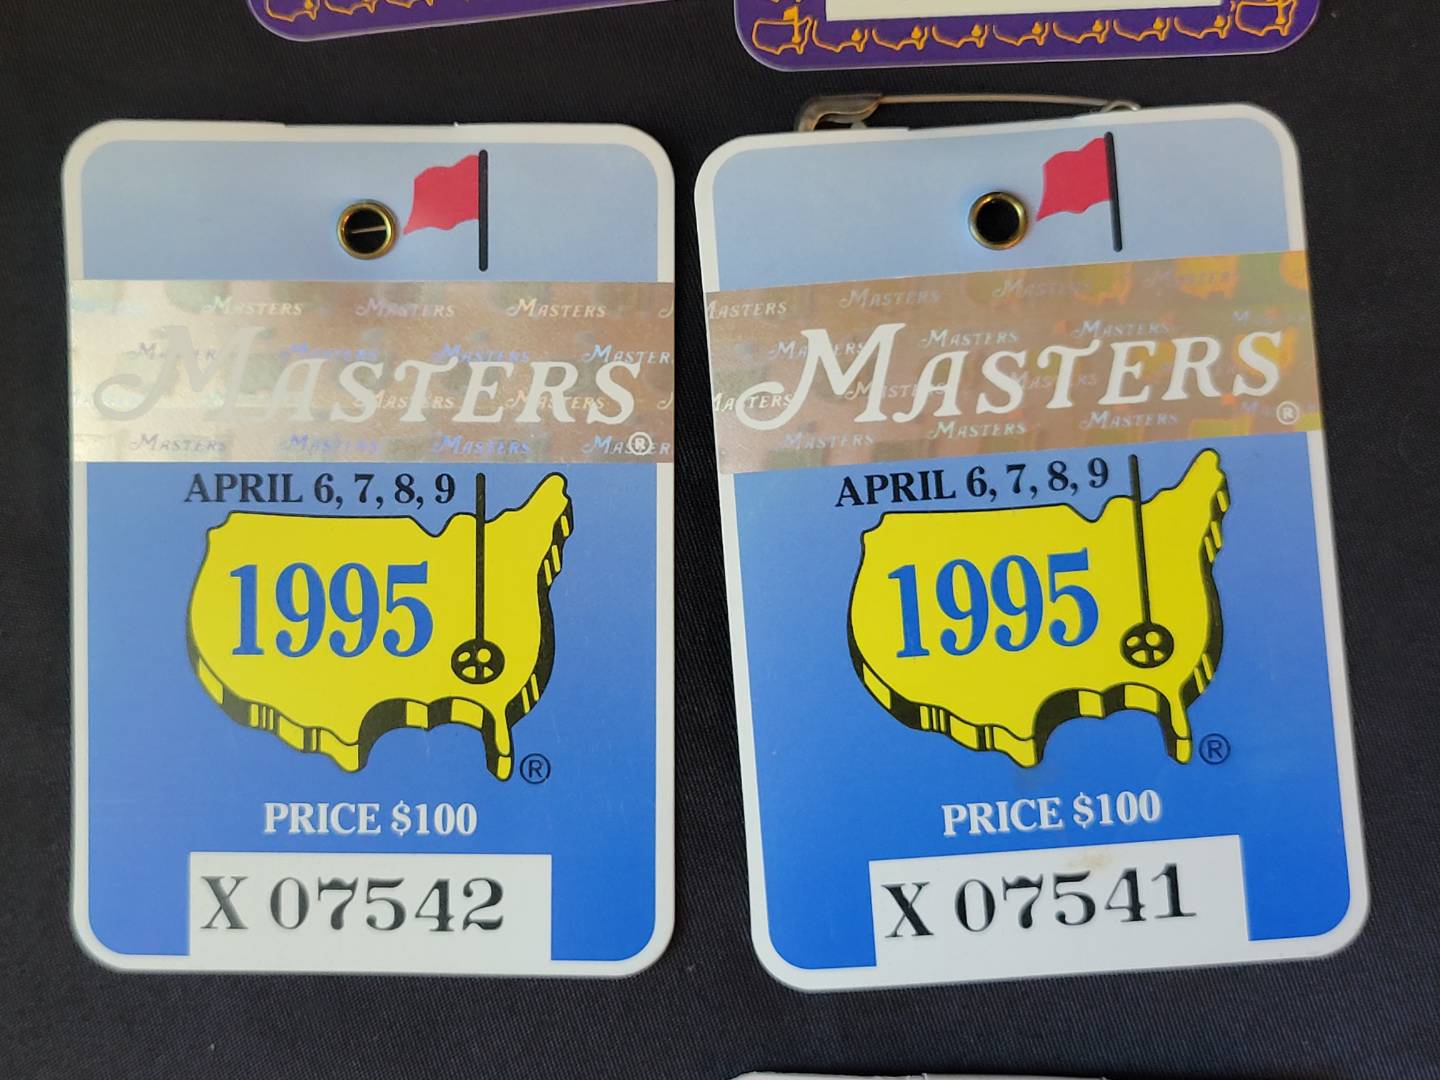 MASTERS®
APRIL 6, 7, 8, 9
1995
®
PRICE $100
X 07542
MASTERS®
APRIL 6, 7, 8, 9
1995
®
PRICE $100
X 07541